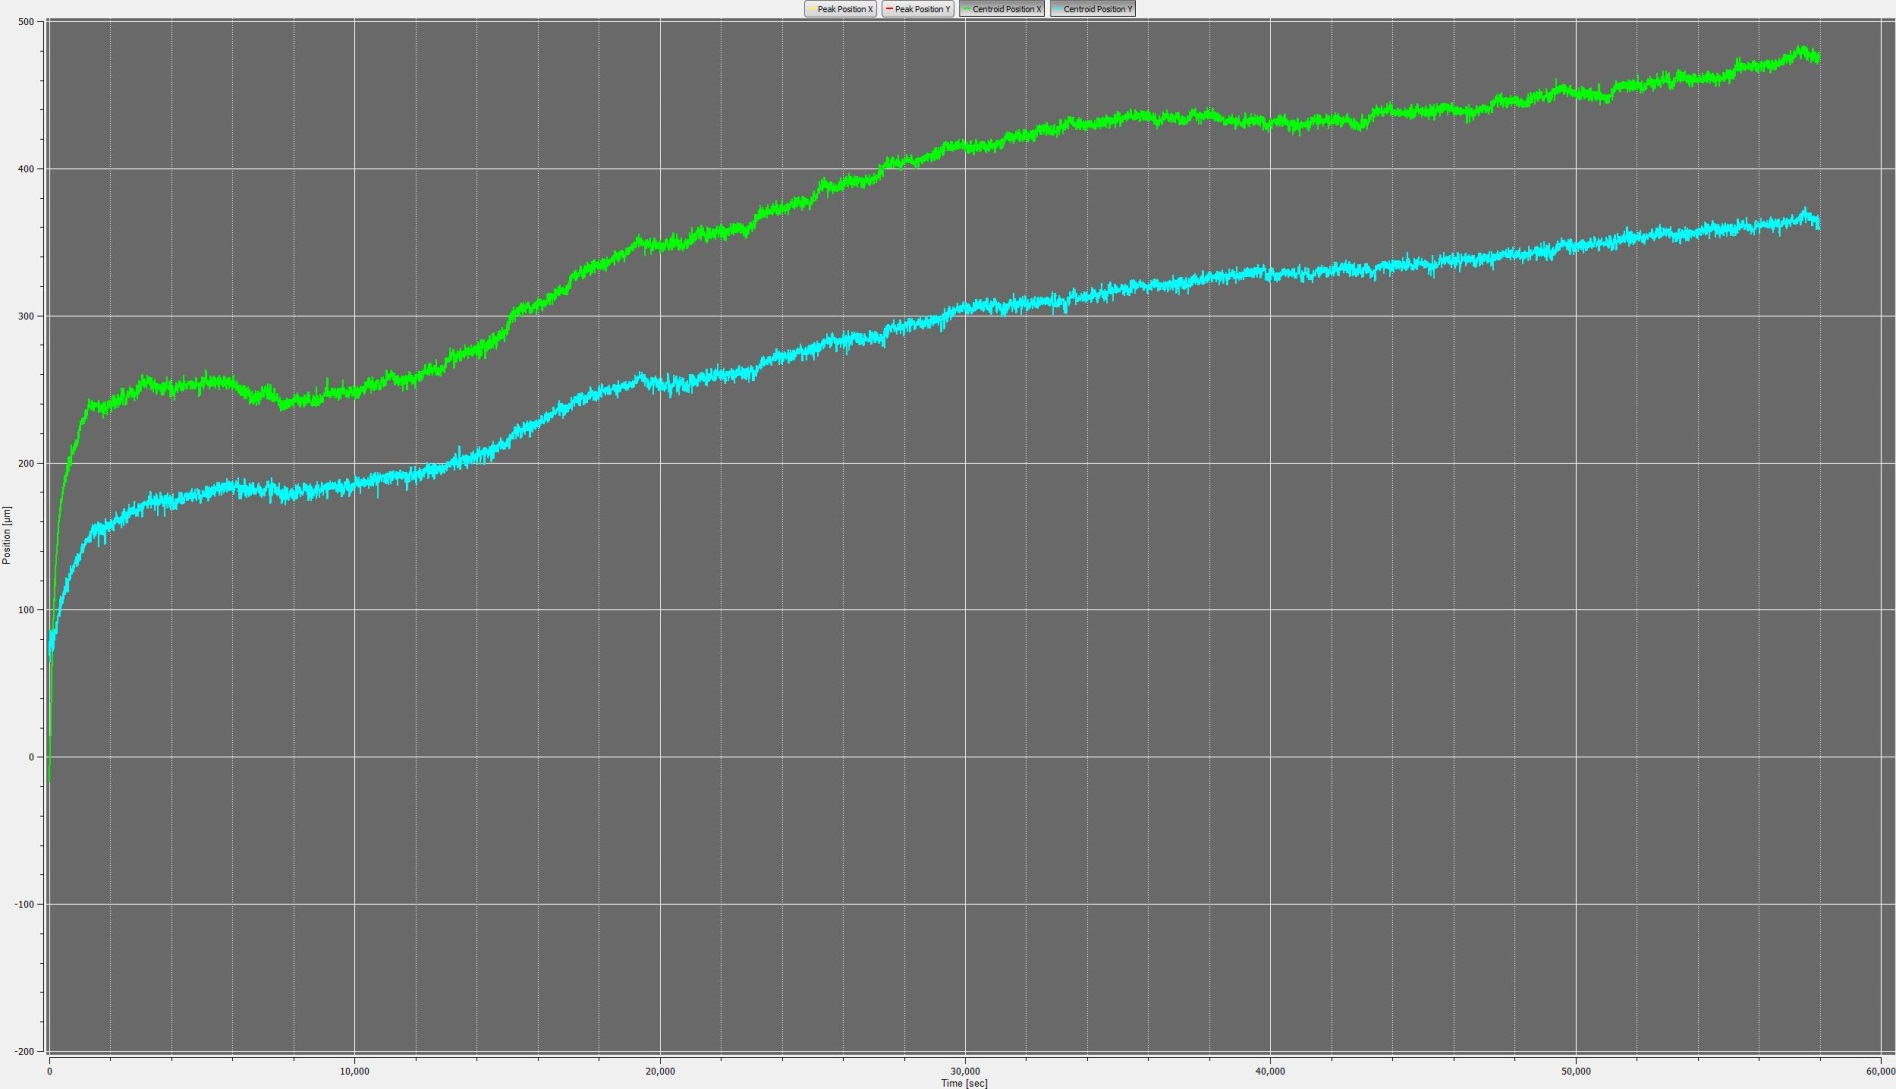 Peak Position X Peak Position Y Centroid Position X Centroid Position Y
500
400
300
200
Position [µm]
100
0
-100
-200
0 10,000 20,000 30,000 40,000 50,000 60,000
Time [sec]